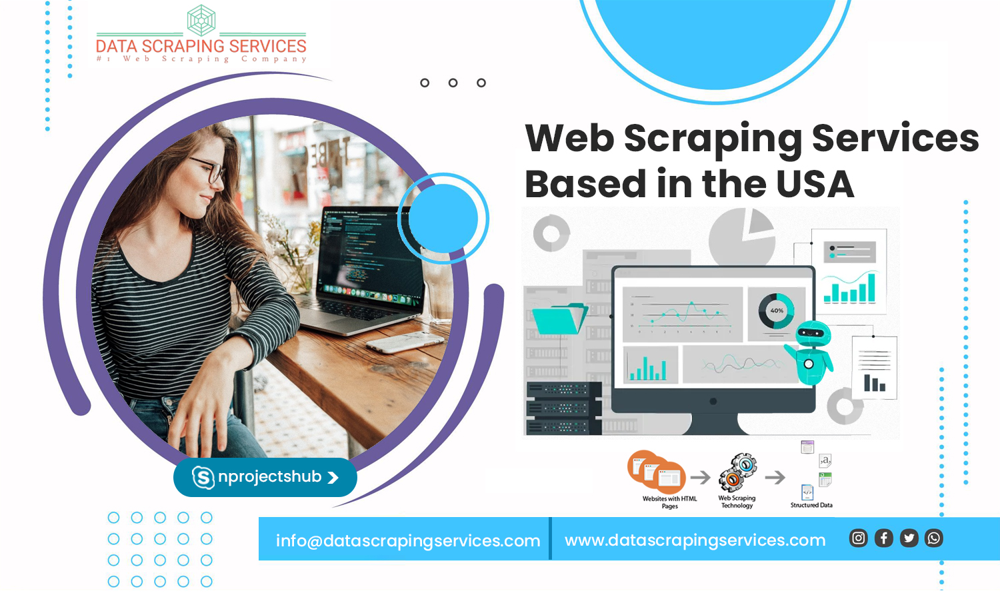 DATA SCRAPING SERVICES
#1 Web Scraping Company
Web Scraping Services
Based in the USA
40%
nprojectshub
Websites with HTML
Pages
Web Scraping
Technology
,a,
Structured Data
info@datascrapingservices.com
www.datascrapingservices.com